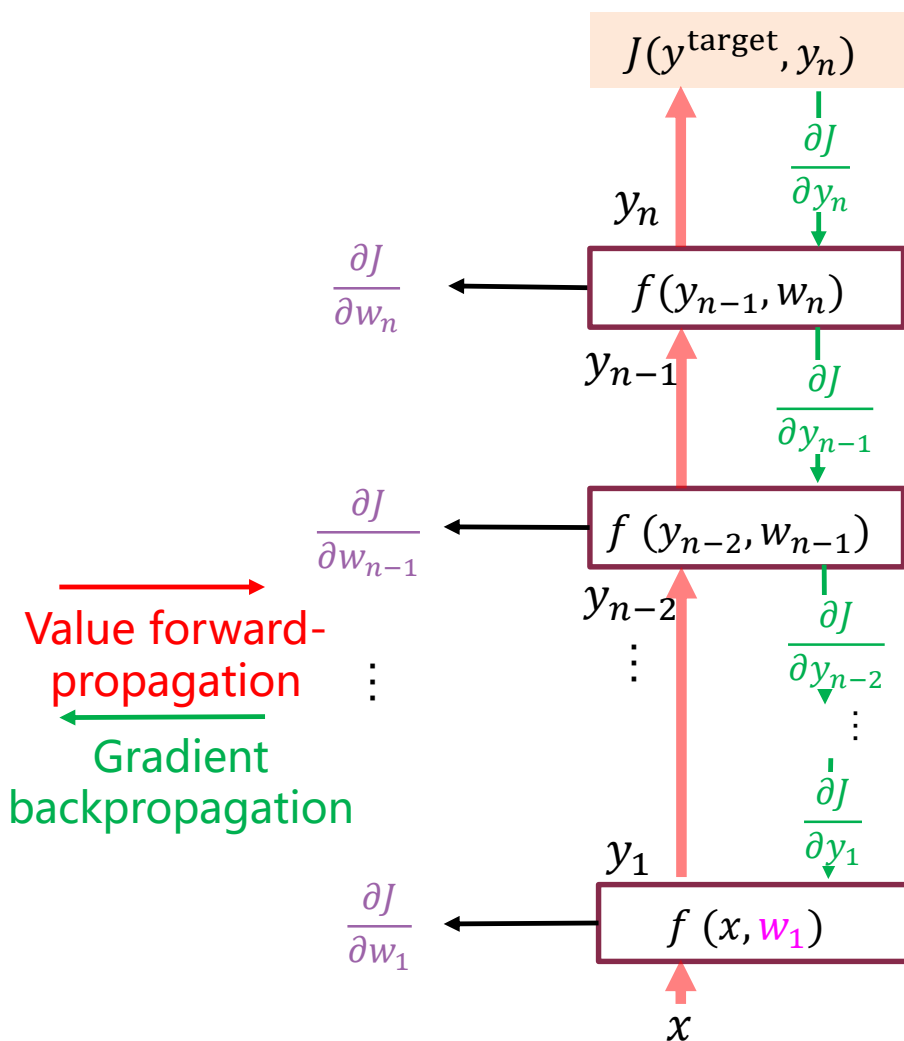 J(y^target, y_n)
∂J/∂y_n
y_n
∂J/∂w_n
f(y_{n−1}, w_n)
y_{n−1}
∂J/∂y_{n−1}
∂J/∂w_{n−1}
f (y_{n−2}, w_{n−1})
y_{n−2}
∂J/∂y_{n−2}
Value forward-
propagation
⋮ ⋮ ⋮
Gradient
backpropagation
∂J/∂y_1
y_1
∂J/∂w_1
f (x, w_1)
x